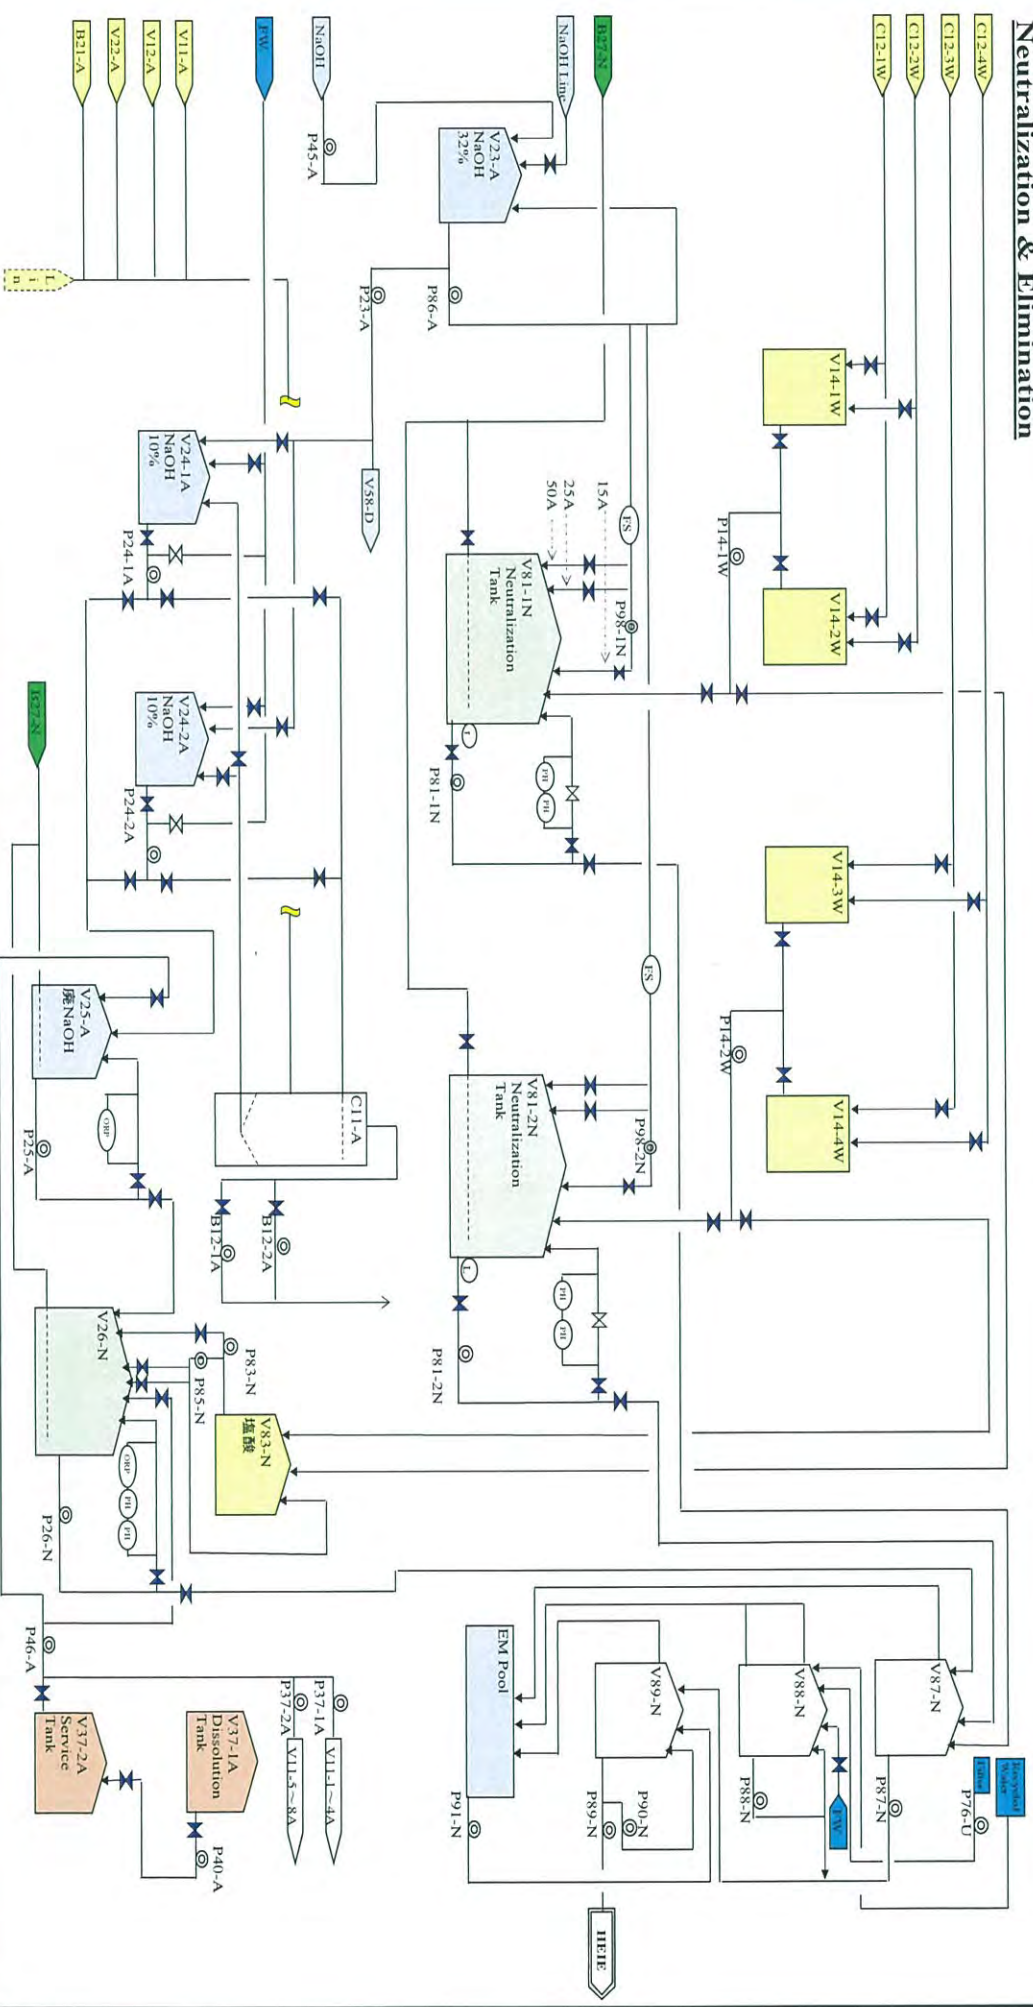 Neutralization & Elimination
C12-4W
C12-3W
C12-2W
C12-1W
V14-1W
V14-2W
V14-3W
V14-4W
P14-1W
P14-2W
B27-N
NaOH Line
NaOH
FW
V11-A
V12-A
V22-A
B21-A
Lin
P45-A
V23-A
NaOH
32%
P86-A
P23-A
V58-D
15A
25A
50A
FS
P98-1N
V81-1N
Neutralization
Tank
L
P81-1N
PH
PH
FS
P98-2N
V81-2N
Neutralization
Tank
L
P81-2N
PH
PH
V24-1A
NaOH
10%
P24-1A
V24-2A
NaOH
10%
P24-2A
B27-N
V25-A
廃NaOH
P25-A
ORP
C11-A
B12-1A
B12-2A
V26-N
P26-N
ORP
PH
PH
P83-N
P85-N
V83-N
塩酸
V87-N
P87-N
V88-N
P88-N
FW
V89-N
P89-N
P90-N
EM Pool
P91-N
Recycled
Water
Filter
P76-U
HEIE
P46-A
P37-1A
P37-2A
V11-1～4A
V11-5～8A
V37-1A
Dissolution
Tank
P40-A
V37-2A
Service
Tank